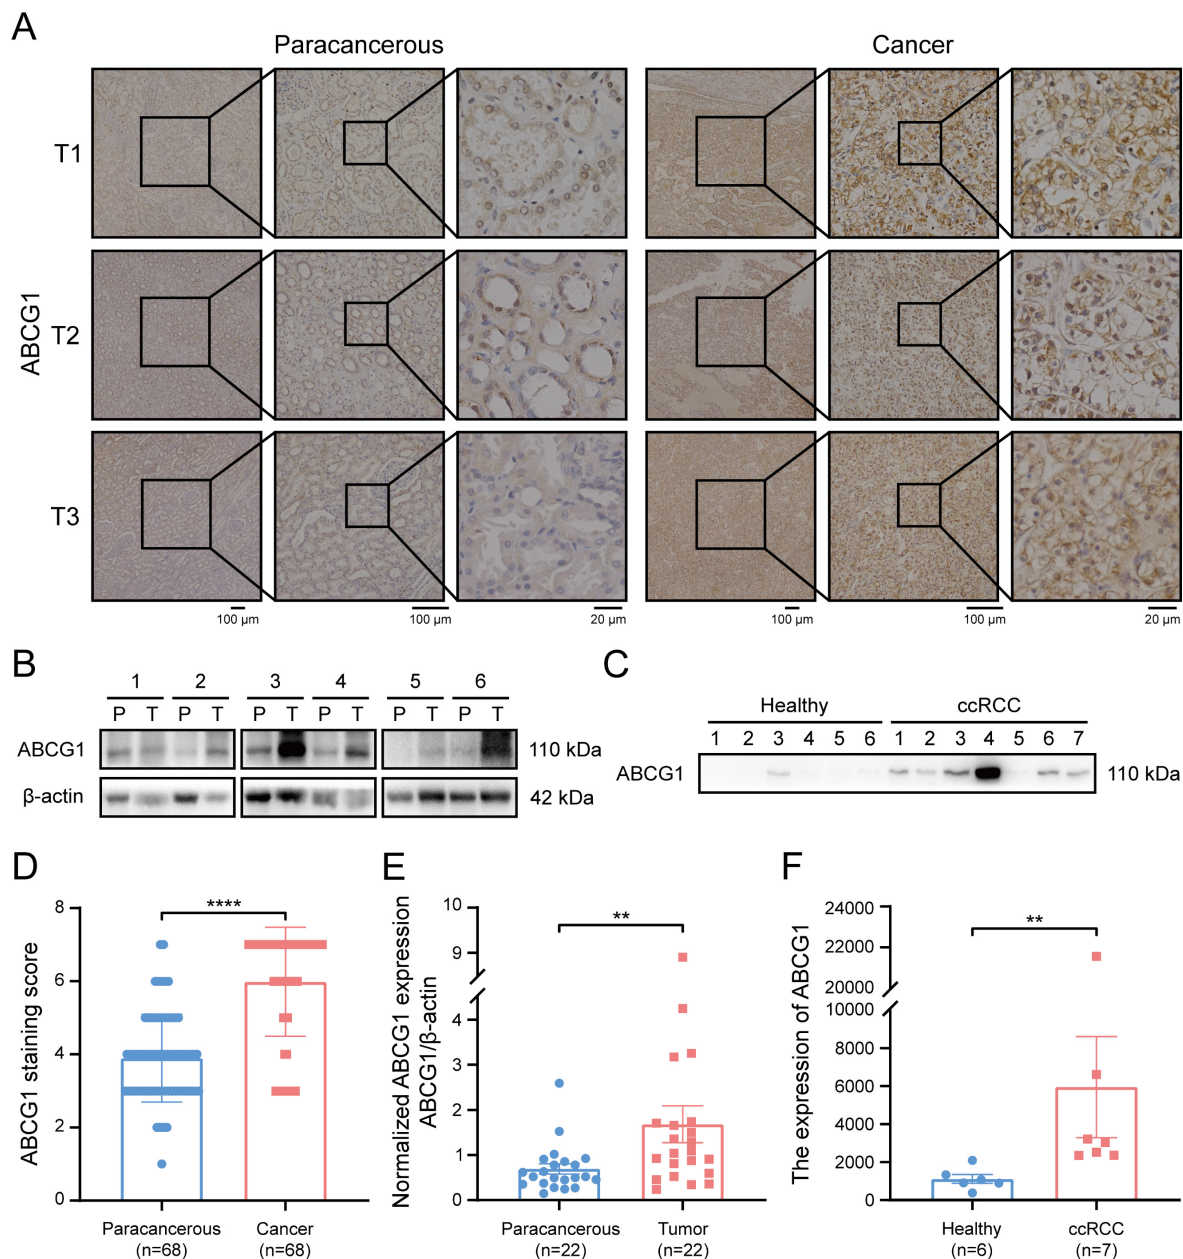 A
Paracancerous Cancer
T1
T2
T3
ABCG1
100 µm 100 µm 20 µm 100 µm 100 µm 20 µm
B
1 2 3 4 5 6
P T P T P T P T P T P T
ABCG1 110 kDa
β-actin 42 kDa
C
Healthy ccRCC
1 2 3 4 5 6 1 2 3 4 5 6 7
ABCG1 110 kDa
D
ABCG1 staining score
8
6
4
2
0
****
Paracancerous Cancer
(n=68) (n=68)
E
Normalized ABCG1 expression
ABCG1/β-actin
10
9
4
3
2
1
0
**
Paracancerous Tumor
(n=22) (n=22)
F
The expression of ABCG1
24000
22000
20000
10000
8000
6000
4000
2000
0
**
Healthy ccRCC
(n=6) (n=7)